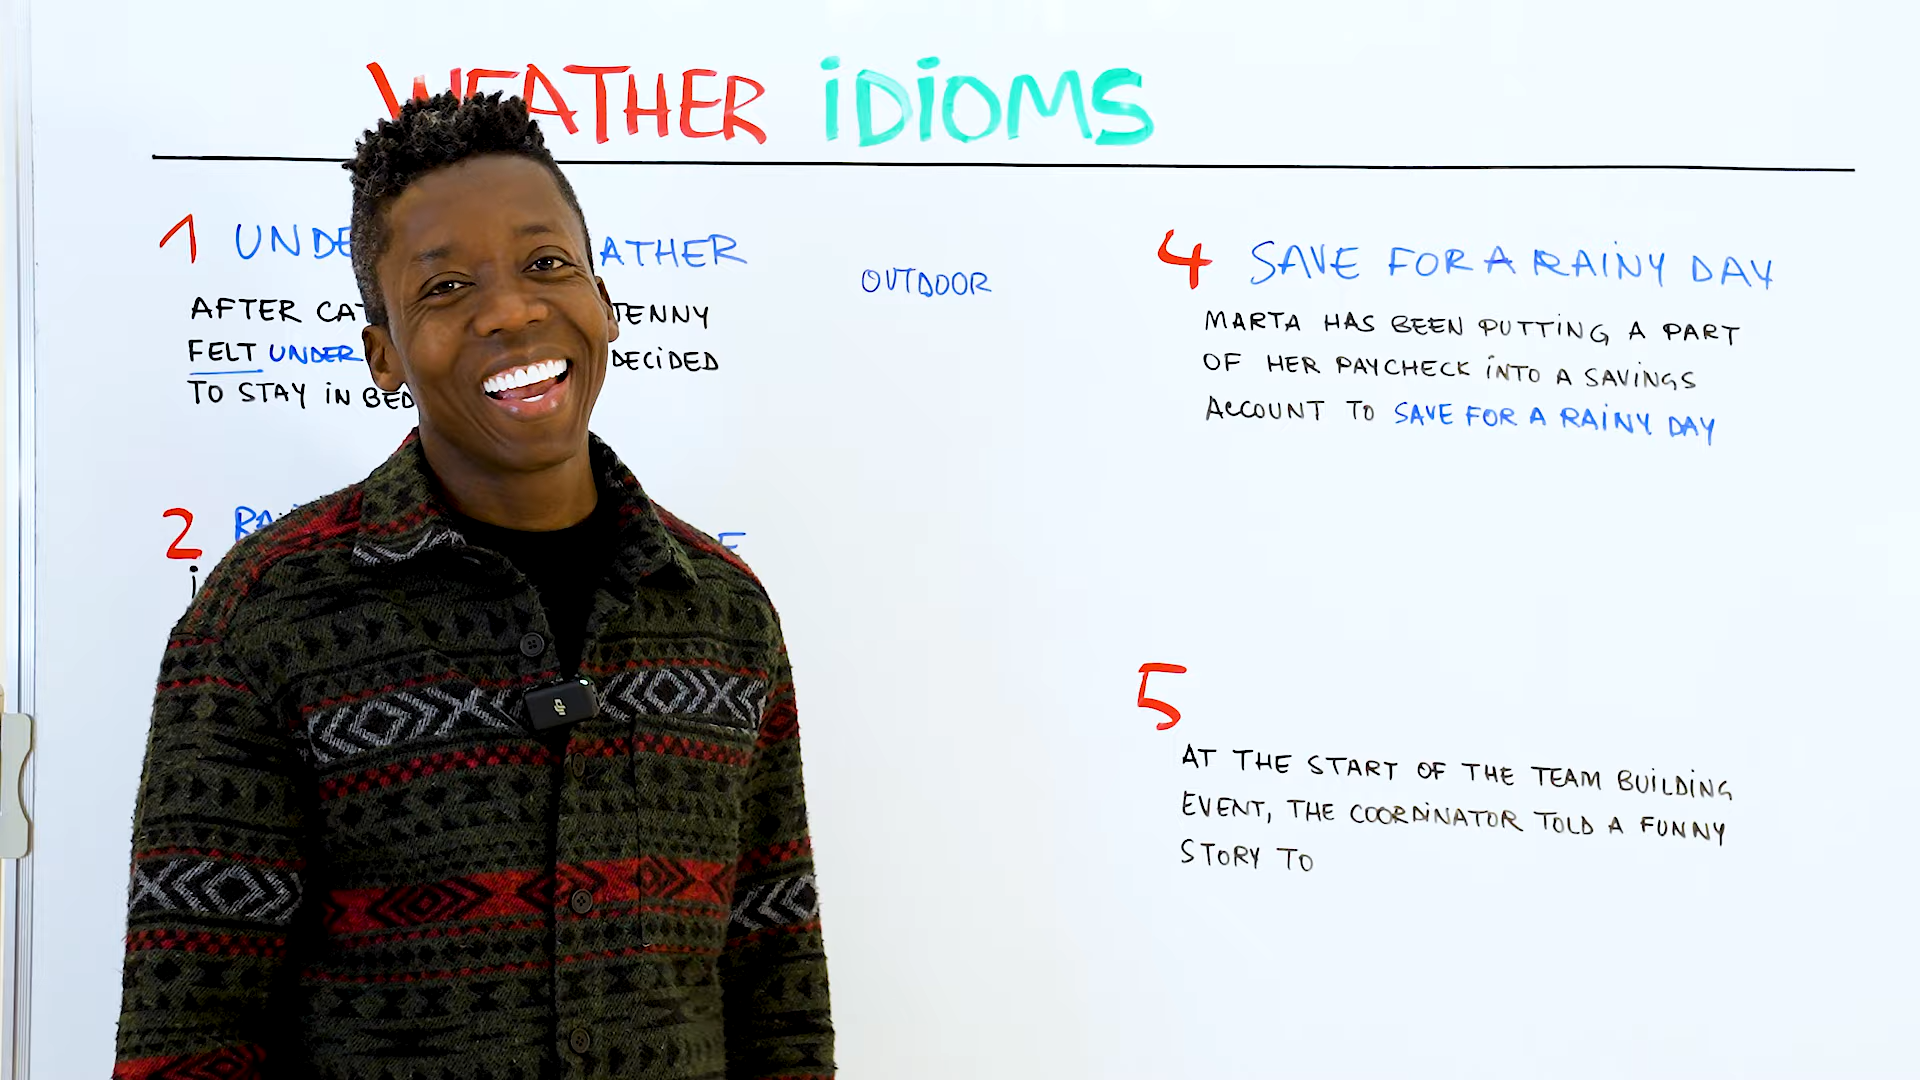 WEATHER iDiOMS
1 UNDE ATHER
AFTER CAT JENNY
FELT UNDER DECiDED
TO STAY iN BED
OUTDOOR
2
4 SAVE FOR A RAiNY DAY
MARTA HAS BEEN PUTTiNG A PART
OF HER PAYCHECK iNTO A SAViNGS
ACCOUNT TO SAVE FOR A RAiNY DAY
5
AT THE START OF THE TEAM BUiLDiNG
EVENT, THE COORDiNATOR TOLD A FUNNY
STORY TO
dji